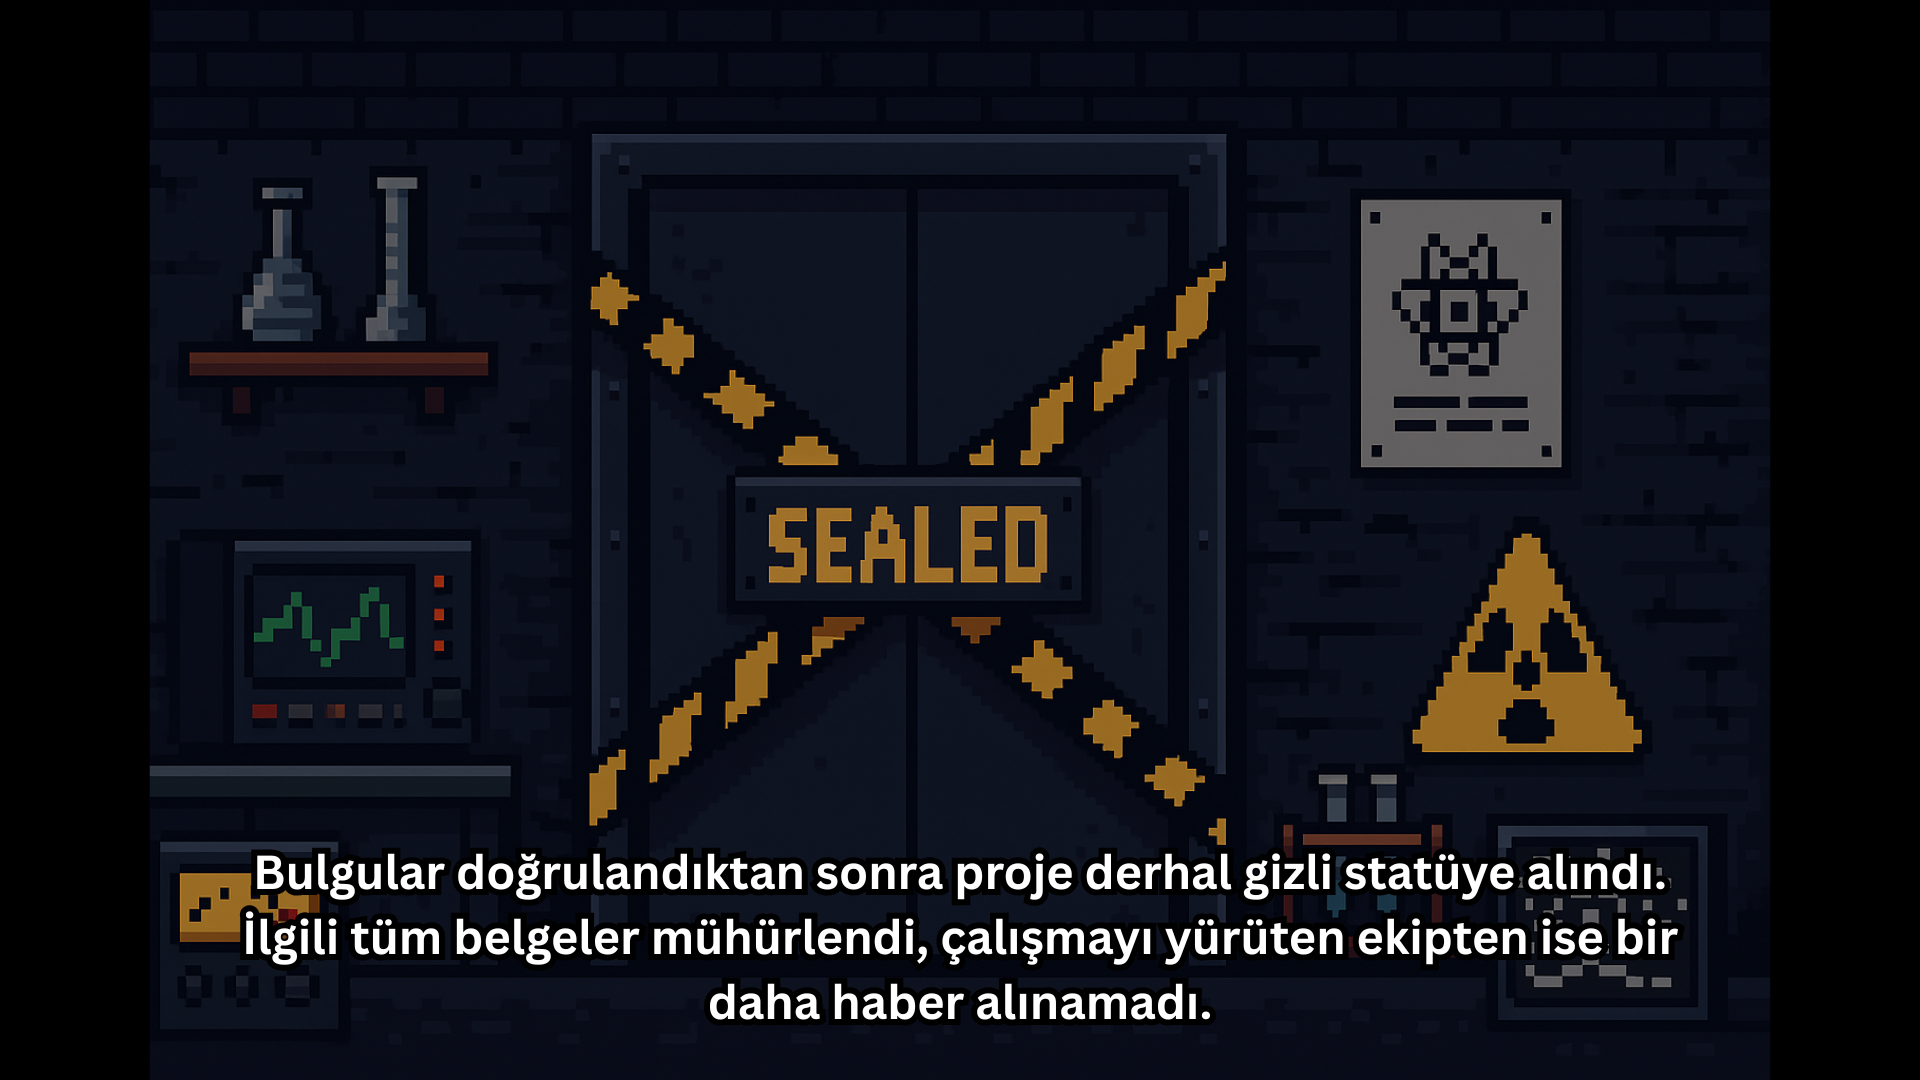 SEALED
Bulgular doğrulandıktan sonra proje derhal gizli statüye alındı.
İlgili tüm belgeler mühürlendi, çalışmayı yürüten ekipten ise bir
daha haber alınamadı.